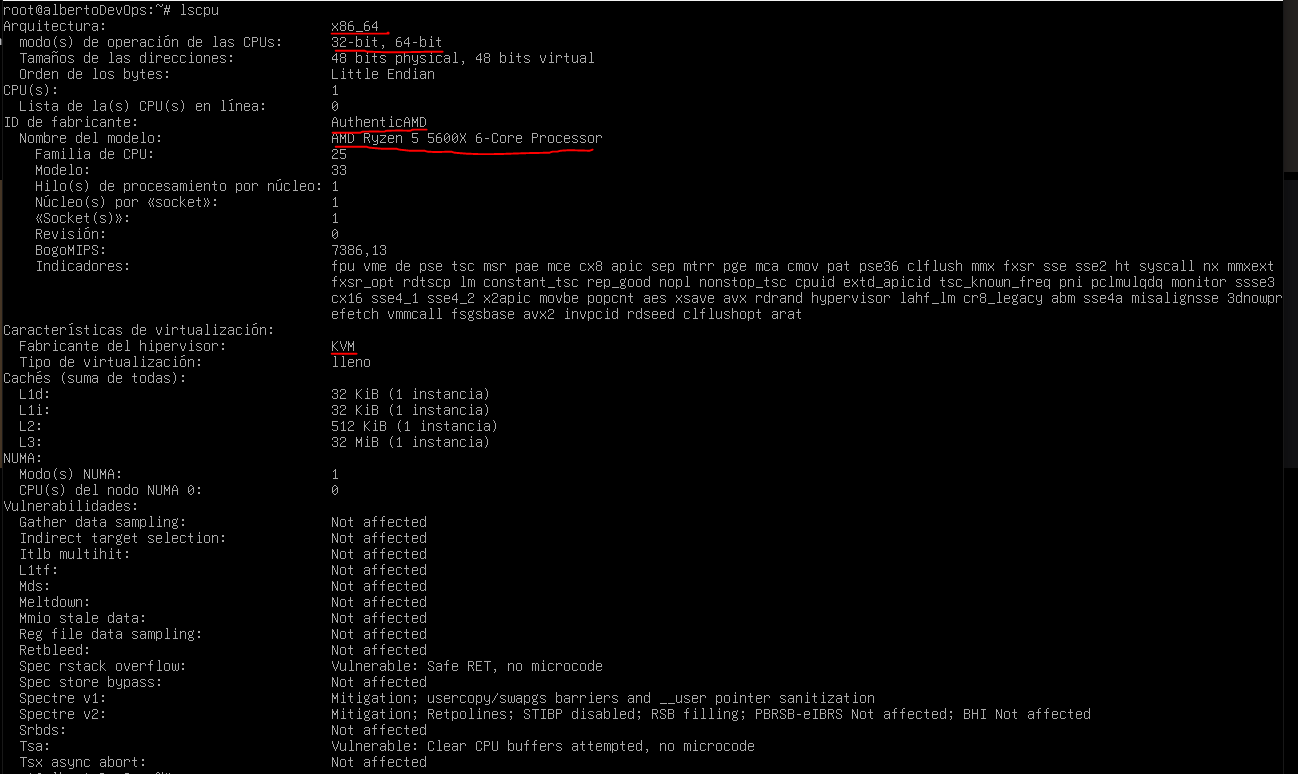 root@albertoDevOps:~# lscpu
Arquitectura: x86_64
modo(s) de operación de las CPUs: 32-bit, 64-bit
Tamaños de las direcciones: 48 bits physical, 48 bits virtual
Orden de los bytes: Little Endian
CPU(s): 1
Lista de la(s) CPU(s) en línea: 0
ID de fabricante: AuthenticAMD
Nombre del modelo: AMD Ryzen 5 5600X 6-Core Processor
Familia de CPU: 25
Modelo: 33
Hilo(s) de procesamiento por núcleo: 1
Núcleo(s) por «socket»: 1
«Socket(s)»: 1
Revisión: 0
BogoMIPS: 7386,13
Indicadores: fpu vme de pse tsc msr pae mce cx8 apic sep mtrr pge mca cmov pat pse36 clflush mmx fxsr sse sse2 ht syscall nx mmxext
fxsr_opt rdtscp lm constant_tsc rep_good nopl nonstop_tsc cpuid extd_apicid tsc_known_freq pni pclmulqdq monitor ssse3
cx16 sse4_1 sse4_2 x2apic movbe popcnt aes xsave avx rdrand hypervisor lahf_lm cr8_legacy abm sse4a misalignsse 3dnowpr
efetch vmmcall fsgsbase avx2 invpcid rdseed clflushopt arat
Características de virtualización:
Fabricante del hipervisor: KVM
Tipo de virtualización: lleno
Cachés (suma de todas):
L1d: 32 KiB (1 instancia)
L1i: 32 KiB (1 instancia)
L2: 512 KiB (1 instancia)
L3: 32 MiB (1 instancia)
NUMA:
Modo(s) NUMA: 1
CPU(s) del nodo NUMA 0: 0
Vulnerabilidades:
Gather data sampling: Not affected
Indirect target selection: Not affected
Itlb multihit: Not affected
L1tf: Not affected
Mds: Not affected
Meltdown: Not affected
Mmio stale data: Not affected
Reg file data sampling: Not affected
Retbleed: Not affected
Spec rstack overflow: Vulnerable: Safe RET, no microcode
Spec store bypass: Not affected
Spectre v1: Mitigation; usercopy/swapgs barriers and __user pointer sanitization
Spectre v2: Mitigation; Retpolines; STIBP disabled; RSB filling; PBRSB-eIBRS Not affected; BHI Not affected
Srbds: Not affected
Tsa: Vulnerable: Clear CPU buffers attempted, no microcode
Tsx async abort: Not affected